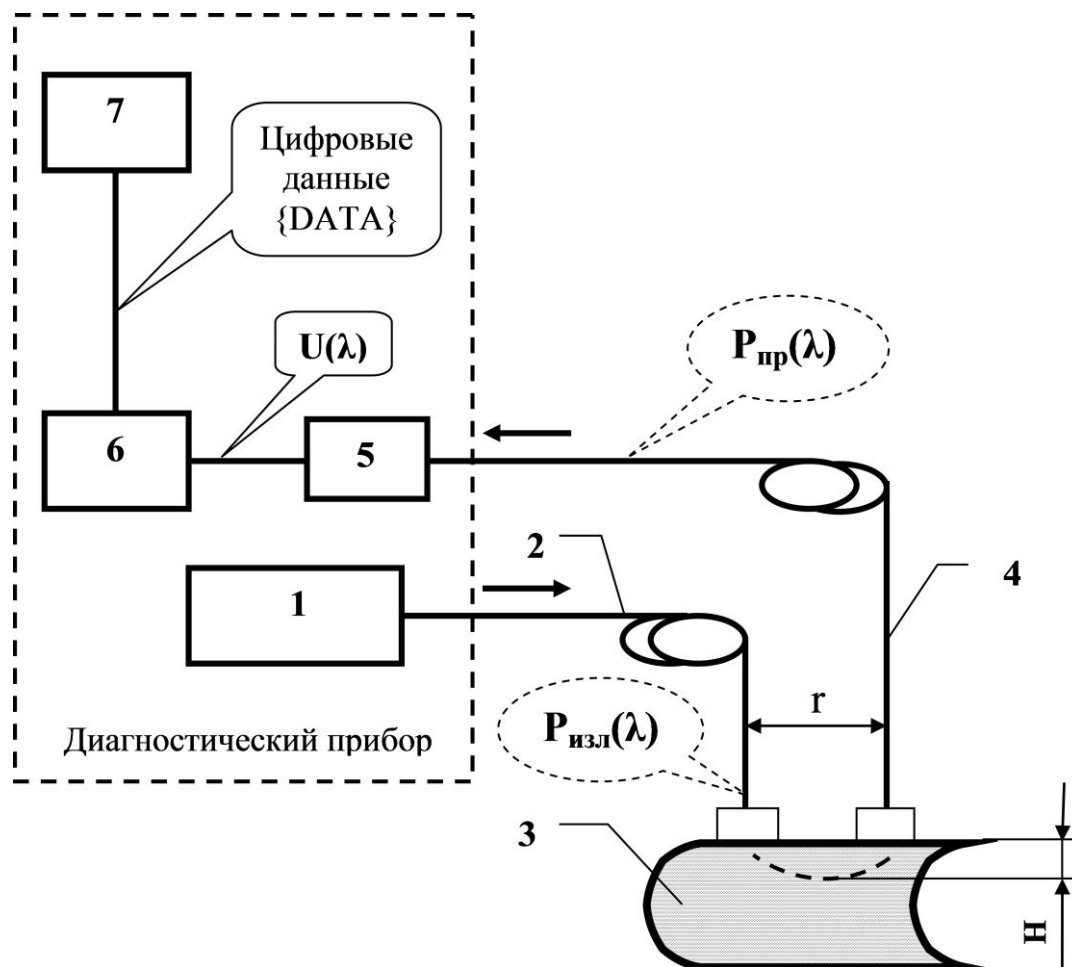 7
Цифровые
данные
{DATA}
U(λ)
Pпр(λ)
6
5
2
4
1
r
Pизл(λ)
Диагностический прибор
3
H